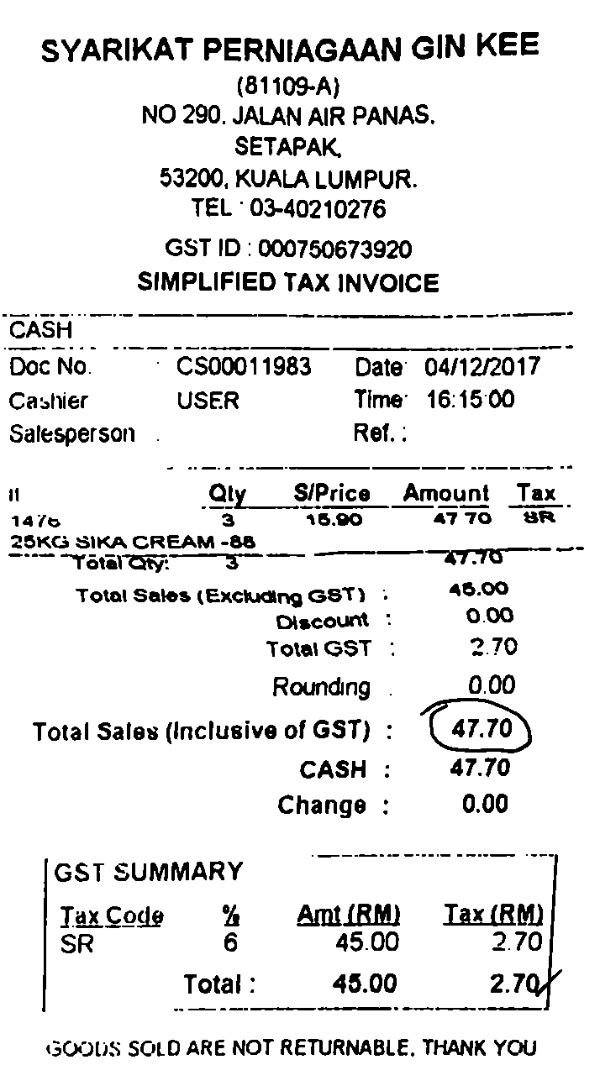 SYARIKAT PERNIAGAAN GIN KEE
(81109-A)
NO 290, JALAN AIR PANAS,
SETAPAK,
53200, KUALA LUMPUR.
TEL : 03-40210276
GST ID : 000750673920
SIMPLIFIED TAX INVOICE
CASH
Doc No. : CS00011983 Date : 04/12/2017
Cashier USER Time : 16:15:00
Salesperson : Ref. :
Qty S/Price Amount Tax
1476 3 15.90 47.70 SR
25KG SIKA CREAM -88
Total Qty: 3 47.70
Total Sales (Excluding GST) : 45.00
Discount : 0.00
Total GST : 2.70
Rounding : 0.00
Total Sales (Inclusive of GST) : 47.70
CASH : 47.70
Change : 0.00
GST SUMMARY
Tax Code % Amt (RM) Tax (RM)
SR 6 45.00 2.70
Total : 45.00 2.70
GOODS SOLD ARE NOT RETURNABLE, THANK YOU